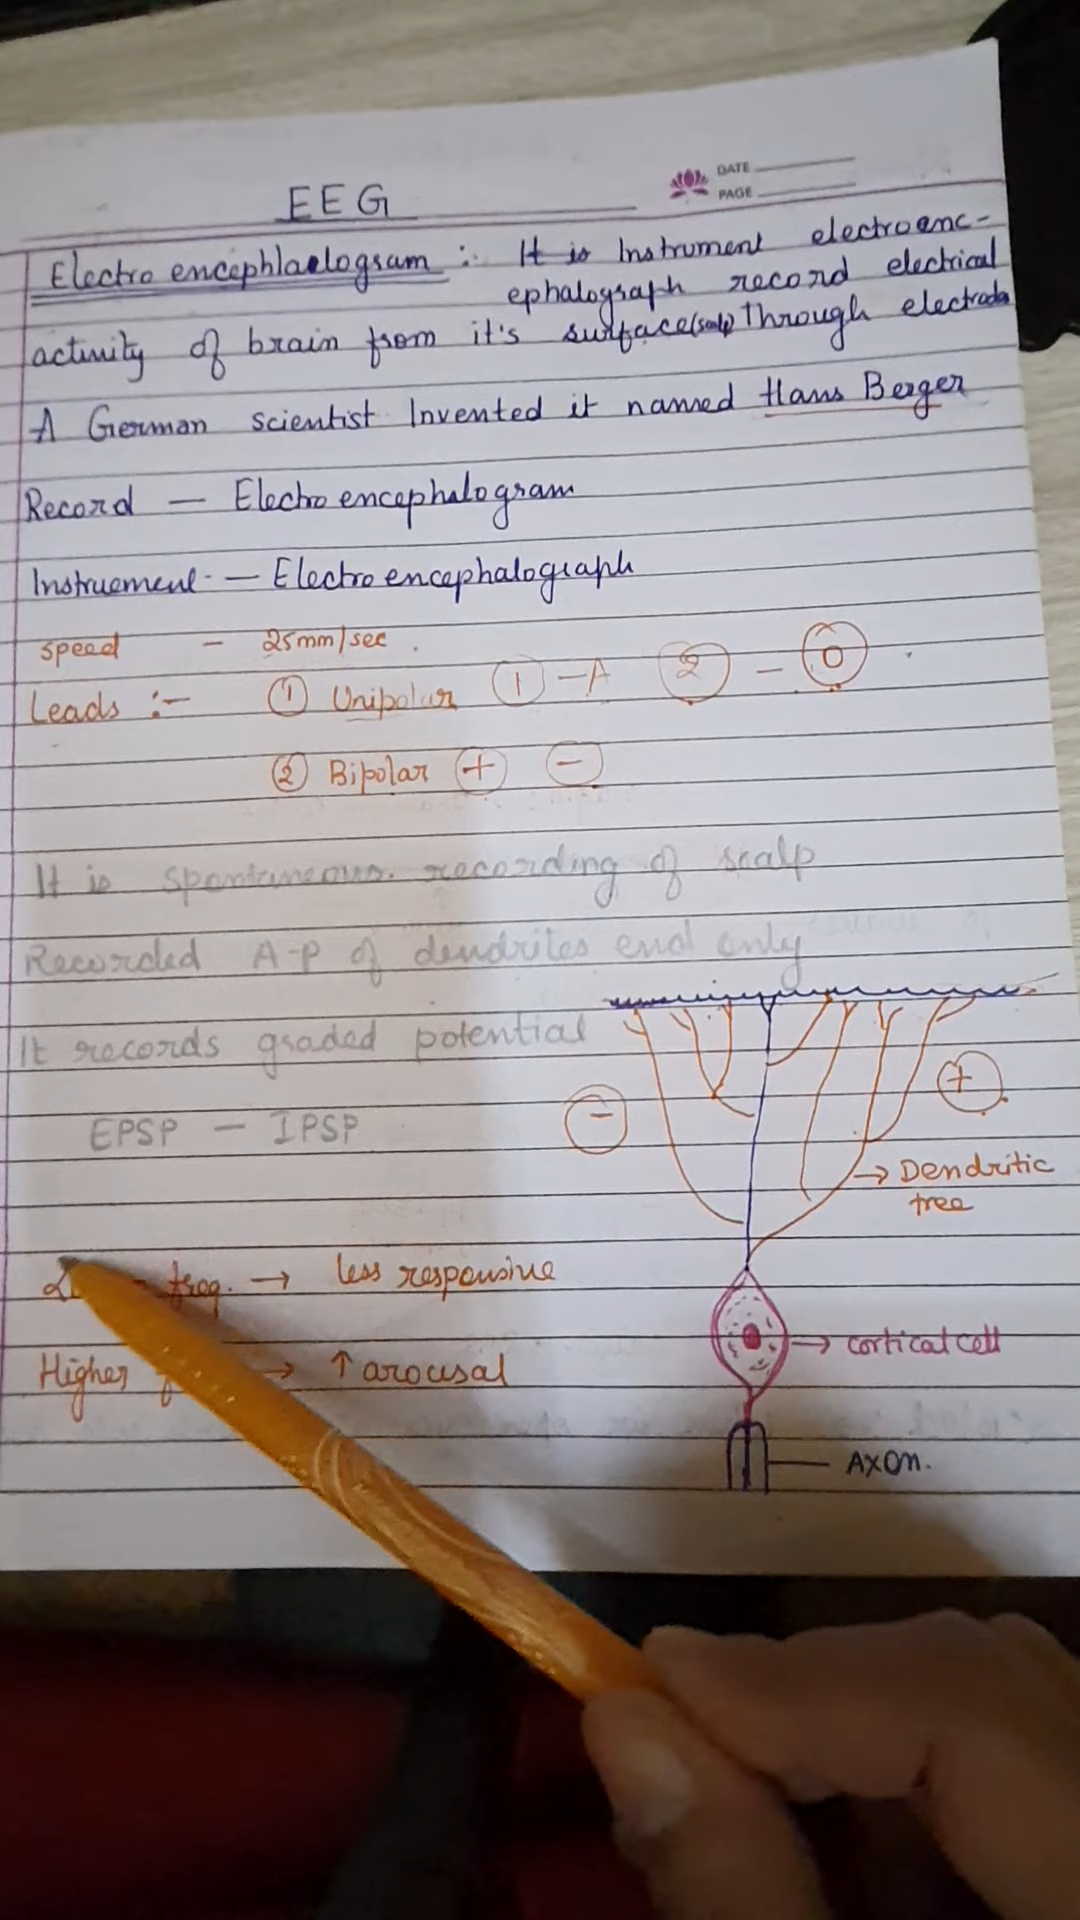 EEG
DATE
PAGE
Electro encephlaelogram :- It is Instrument electroenc-
ephalograph record electrical
activity of brain from it's surface(scalp) Through electrode
A German scientist Invented it named Hans Berger
Record — Electro encephalogram
Instruement - — Electro encephalograph
speed - 25mm/sec.
Leads :- ① Unipolar ① -A ② - ⓪
② Bipolar + -
It is spontaneous recording of scalp
Recorded A-P of dendrites end only
It records graded potential
- +
EPSP - IPSP
→ Dendritic
tree
freq. → less responsive
→ cortical cell
Higher → ↑ arousal
AXON.